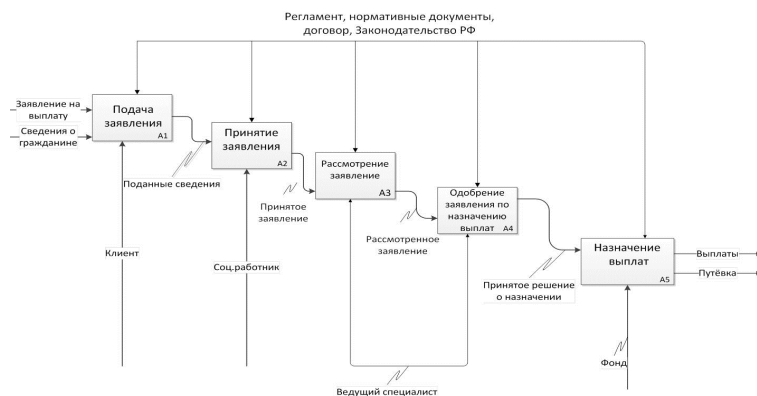 Регламент, нормативные документы,
договор, Законодательство РФ
Заявление на
выплату
Сведения о
гражданине
Подача
заявления
A1
Принятие
заявления
A2
Поданные сведения
Рассмотрение
заявление
A3
Принятое
заявление
Одобрение
заявления по
назначению
выплат
A4
Рассмотренное
заявление
Назначение
выплат
A5
Принятое решение
о назначении
Выплаты
Путёвка
Клиент
Соц.работник
Ведущий специалист
Фонд